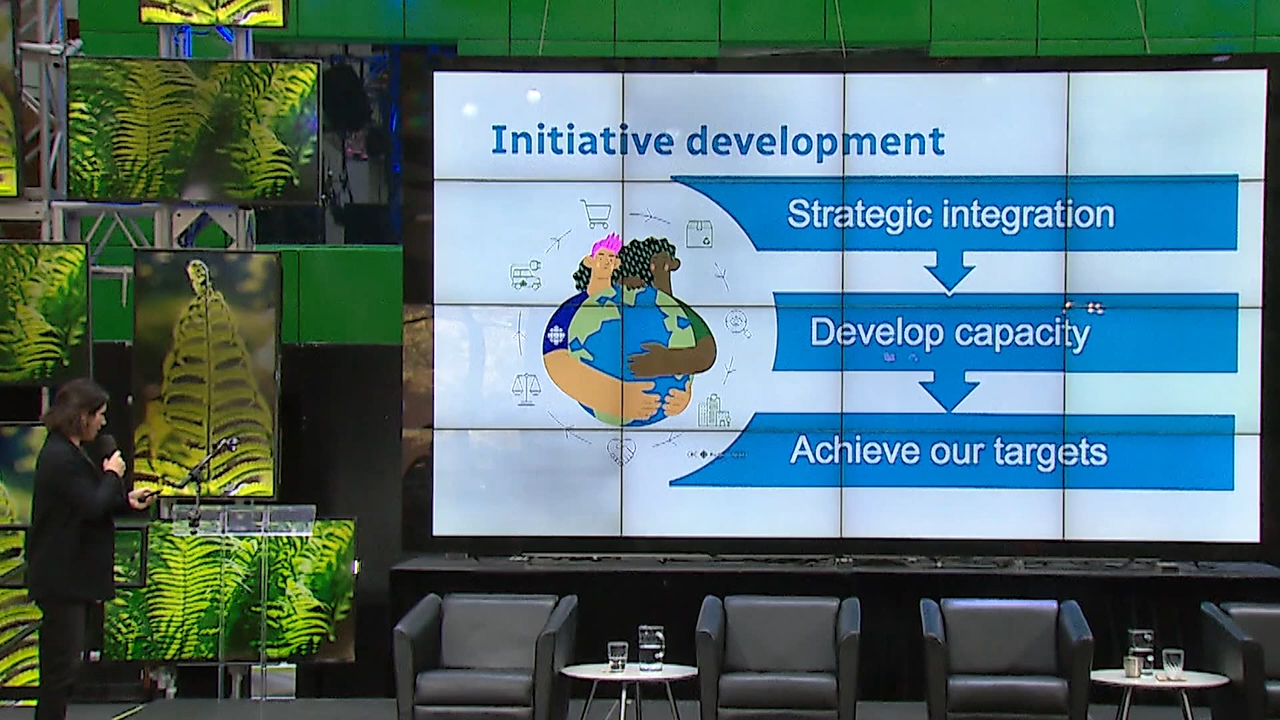 Initiative development
Strategic integration
Develop capacity
Achieve our targets